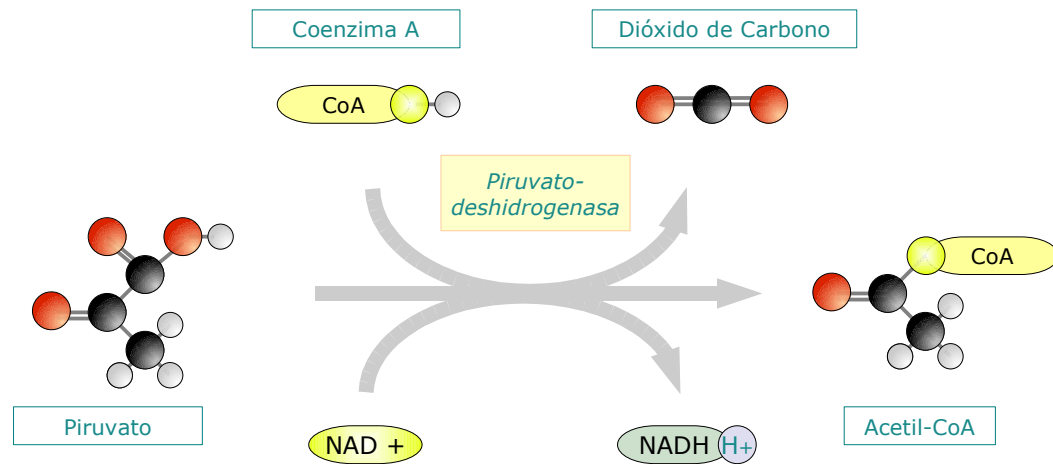 Coenzima A
Dióxido de Carbono
CoA
Piruvato-
deshidrogenasa
CoA
Piruvato
Acetil-CoA
NAD +
NADH H+